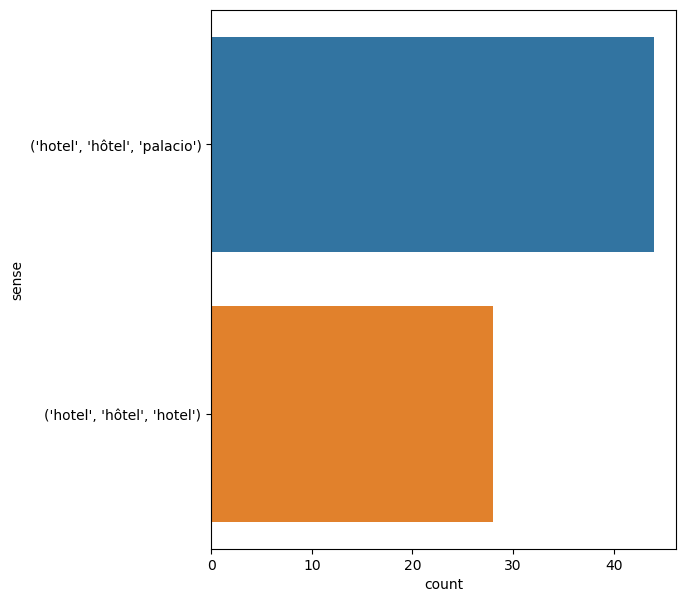 ('hotel', 'hôtel', 'palacio')
sense
('hotel', 'hôtel', 'hotel')
0 10 20 30 40
count